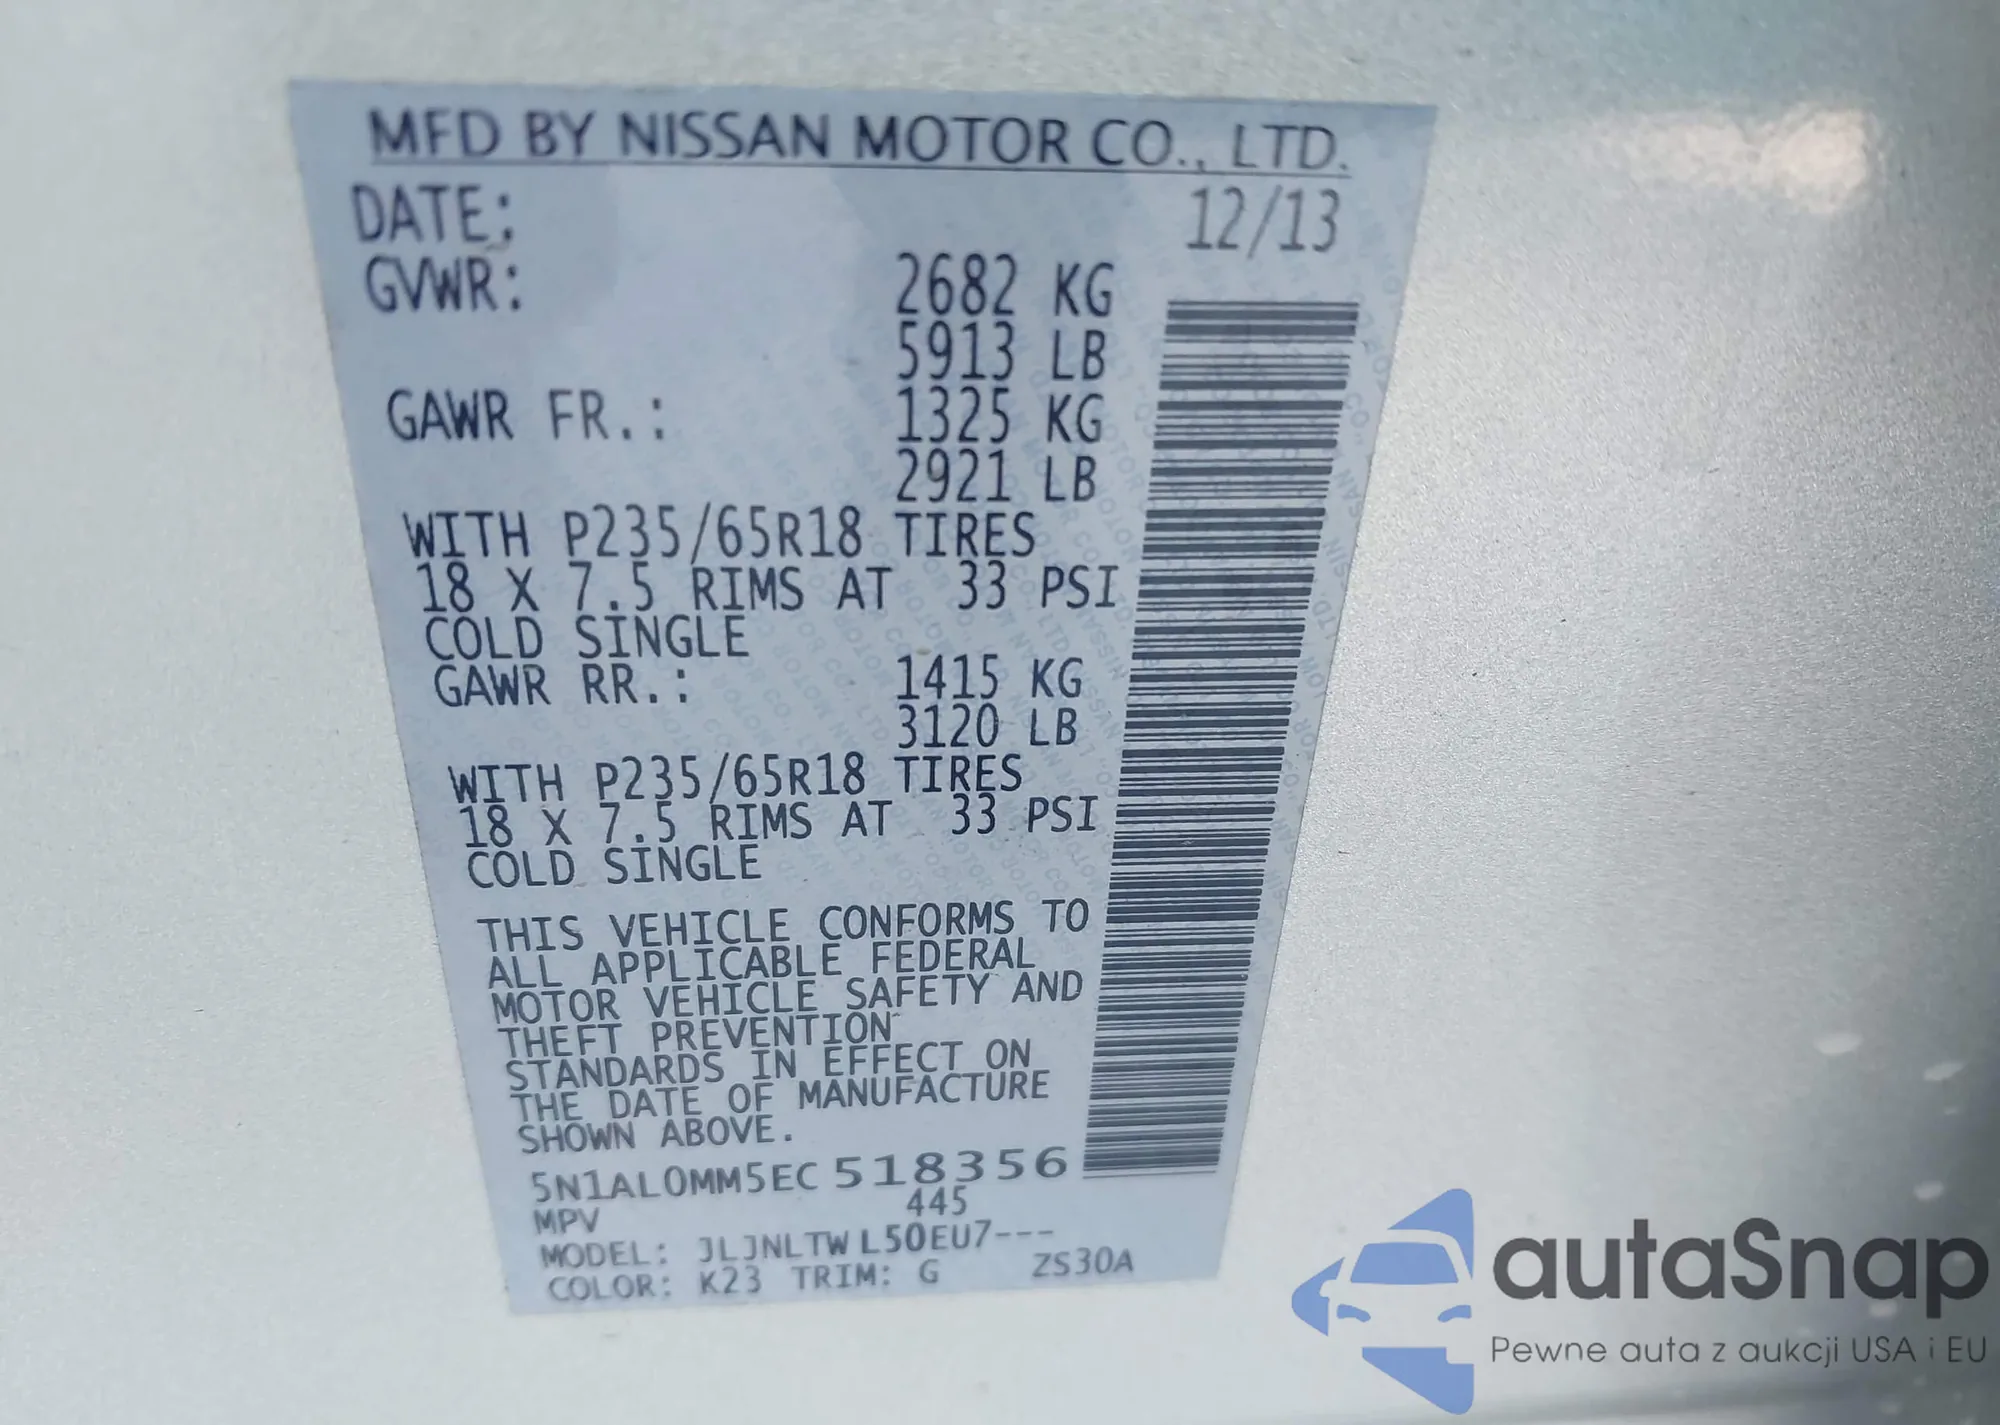 MFD BY NISSAN MOTOR CO., LTD.
DATE: 12/13
GVWR: 2682 KG
5913 LB
GAWR FR.: 1325 KG
2921 LB
WITH P235/65R18 TIRES
18 X 7.5 RIMS AT 33 PSI
COLD SINGLE
GAWR RR.: 1415 KG
3120 LB
WITH P235/65R18 TIRES
18 X 7.5 RIMS AT 33 PSI
COLD SINGLE
THIS VEHICLE CONFORMS TO
ALL APPLICABLE FEDERAL
MOTOR VEHICLE SAFETY AND
THEFT PREVENTION
STANDARDS IN EFFECT ON
THE DATE OF MANUFACTURE
SHOWN ABOVE.
5N1AL0MM5EC 518356
MPV 445
MODEL: JLJNLTW L50EU7---
COLOR: K23 TRIM: G ZS30A
autaSnap
Pewne auta z aukcji USA i EU